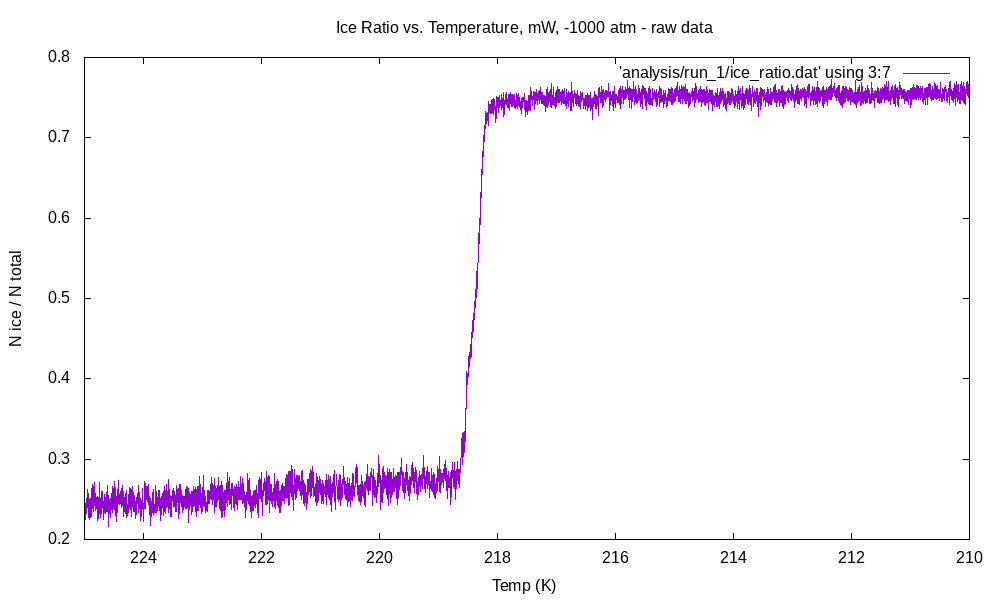 Ice Ratio vs. Temperature, mW, -1000 atm - raw data
'analysis/run_1/ice_ratio.dat' using 3:7
0.8
0.7
0.6
0.5
0.4
0.3
0.2
N ice / N total
224 222 220 218 216 214 212 210
Temp (K)